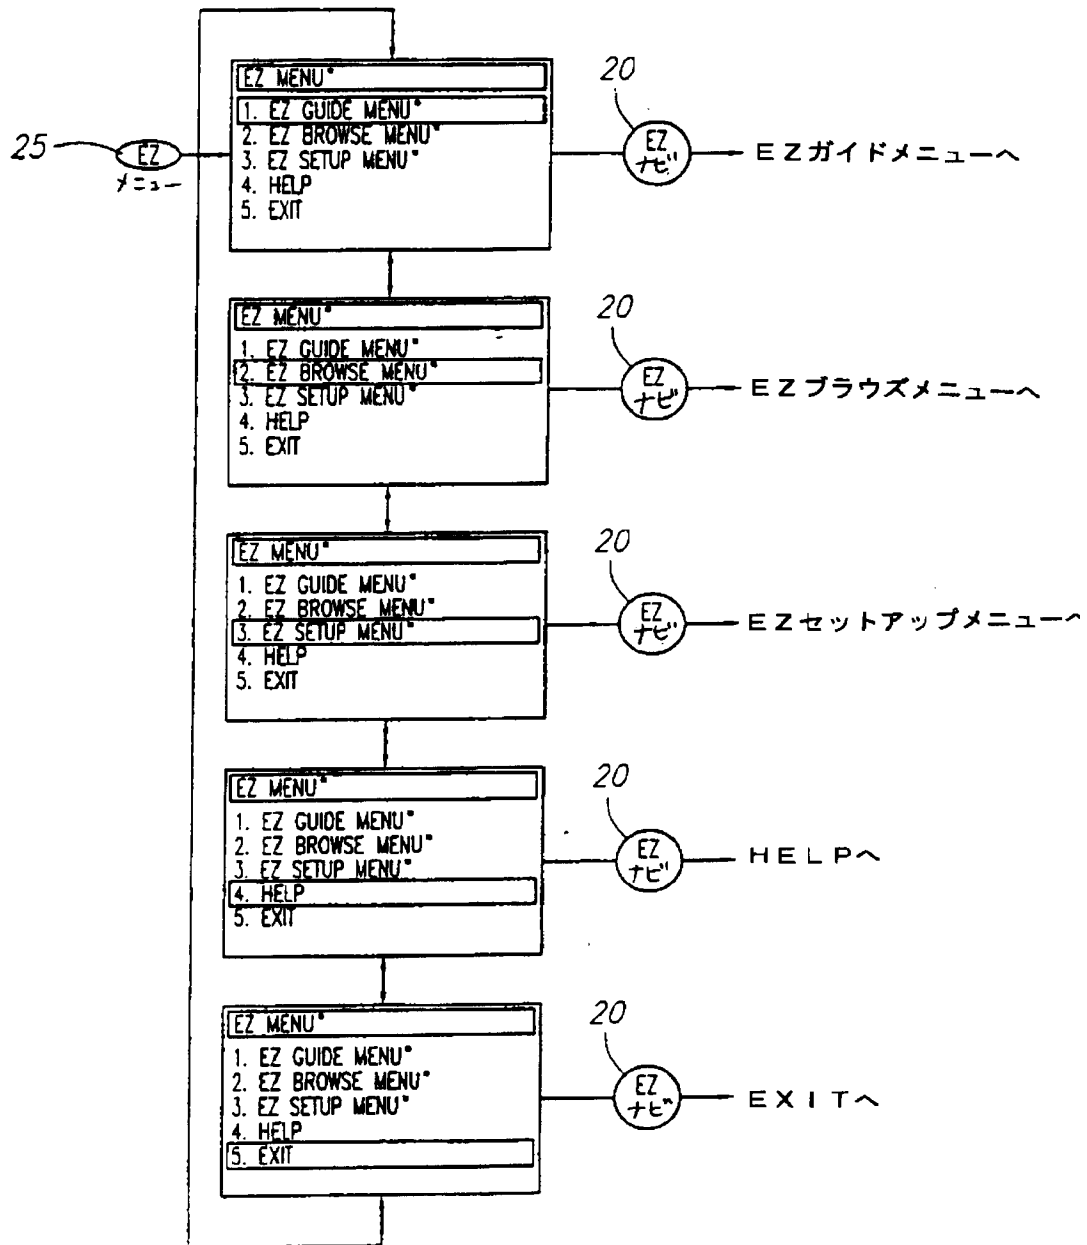 EZ MENU"
1. EZ GUIDE MENU"
2. EZ BROWSE MENU"
3. EZ SETUP MENU"
4. HELP
5. EXIT
25
EZ
メニュー
20
EZ
ナビ
EZガイドメニューへ
EZ MENU"
1. EZ GUIDE MENU"
2. EZ BROWSE MENU"
3. EZ SETUP MENU"
4. HELP
5. EXIT
20
EZ
ナビ
EZブラウズメニューへ
EZ MENU"
1. EZ GUIDE MENU"
2. EZ BROWSE MENU"
3. EZ SETUP MENU"
4. HELP
5. EXIT
20
EZ
ナビ
EZセットアップメニューへ
EZ MENU"
1. EZ GUIDE MENU"
2. EZ BROWSE MENU"
3. EZ SETUP MENU"
4. HELP
5. EXIT
20
EZ
ナビ
HELPへ
EZ MENU"
1. EZ GUIDE MENU"
2. EZ BROWSE MENU"
3. EZ SETUP MENU"
4. HELP
5. EXIT
20
EZ
ナビ
EXITへ